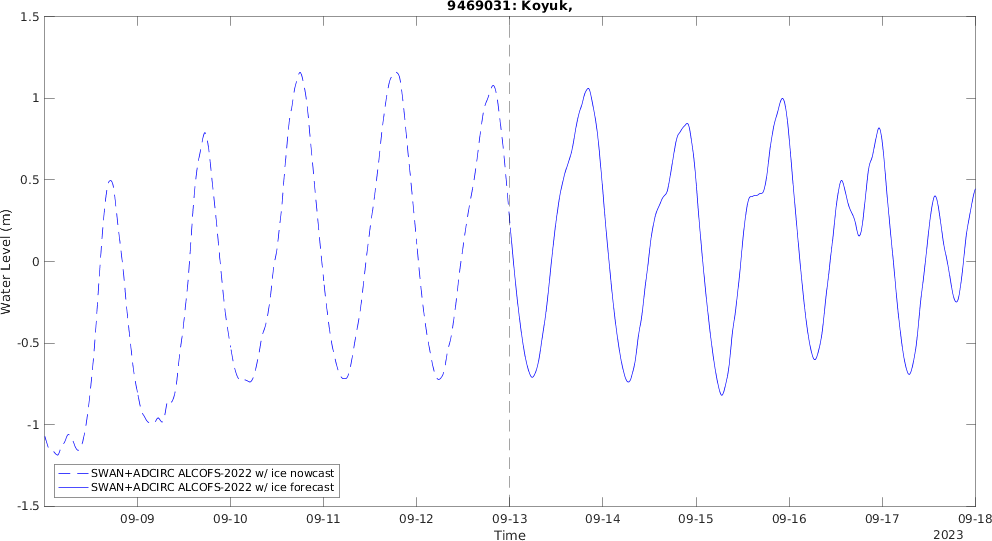 9469031: Koyuk,
1.5
1
0.5
0
-0.5
-1
-1.5
Water Level (m)
SWAN+ADCIRC ALCOFS-2022 w/ ice nowcast
SWAN+ADCIRC ALCOFS-2022 w/ ice forecast
09-09 09-10 09-11 09-12 09-13 09-14 09-15 09-16 09-17 09-18
Time
2023